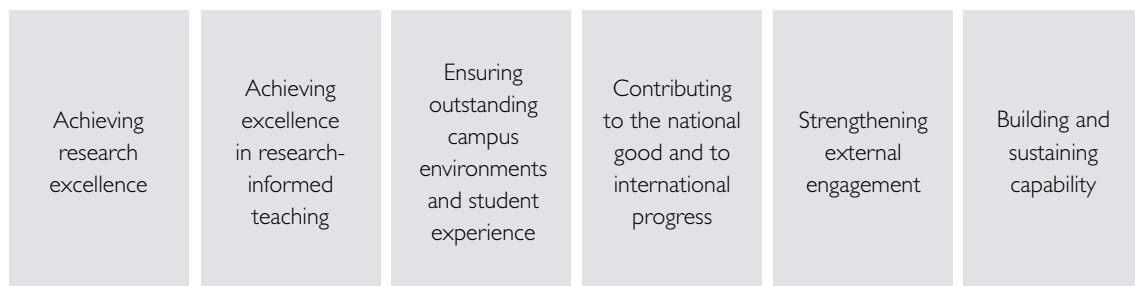 Achieving
research
excellence
Achieving
excellence
in research-
informed
teaching
Ensuring
outstanding
campus
environments
and student
experience
Contributing
to the national
good and to
international
progress
Strengthening
external
engagement
Building and
sustaining
capability